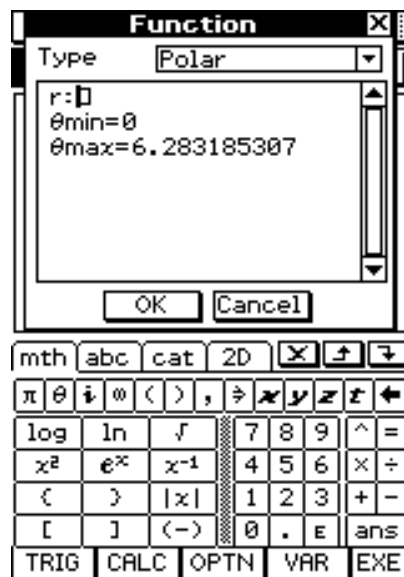 Function
Type Polar
r:
θmin=0
θmax=6.283185307
OK Cancel
mth abc cat 2D
π θ i ∞ ( ) , ⇒ x y z t ←
log ln √ 7 8 9 ^ =
x² eˣ x⁻¹ 4 5 6 × ÷
( ) |x| 1 2 3 + −
[ ] (−) 0 . E ans
TRIG CALC OPTN VAR EXE